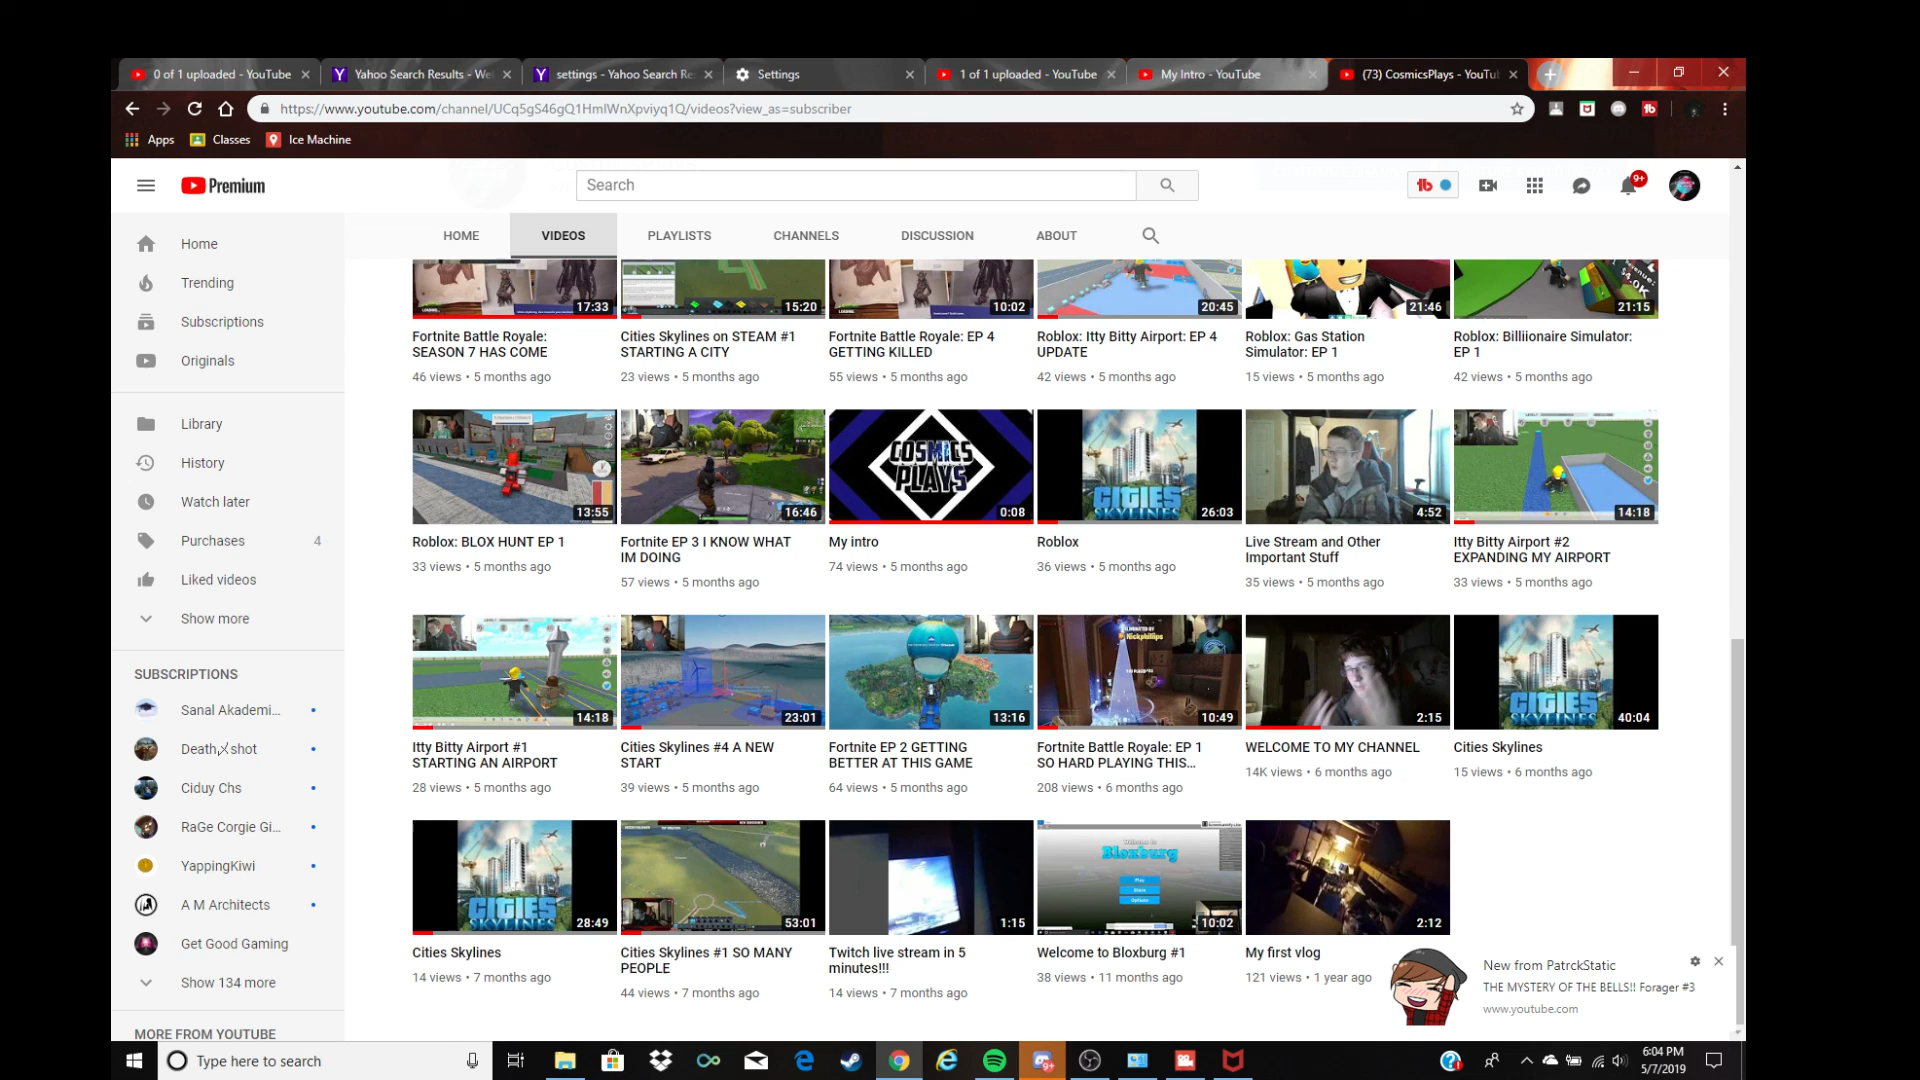 0 of 1 uploaded - YouTube
Yahoo Search Results - We
settings - Yahoo Search Re
Settings
1 of 1 uploaded - YouTube
My Intro - YouTube
(73) CosmicsPlays - YouTu
https://www.youtube.com/channel/UCq5gS46gQ1HmlWnXpviyq1Q/videos?view_as=subscriber
Apps
Classes
Ice Machine
Premium
Search
9+
HOME
VIDEOS
PLAYLISTS
CHANNELS
DISCUSSION
ABOUT
Home
Trending
Subscriptions
Originals
Library
History
Watch later
Purchases 4
Liked videos
Show more
SUBSCRIPTIONS
Sanal Akademi...
Death shot
Ciduy Chs
RaGe Corgie Gi...
YappingKiwi
A M Architects
Get Good Gaming
Show 134 more
MORE FROM YOUTUBE
17:33
Fortnite Battle Royale:
SEASON 7 HAS COME
46 views • 5 months ago
15:20
Cities Skylines on STEAM #1
STARTING A CITY
23 views • 5 months ago
10:02
Fortnite Battle Royale: EP 4
GETTING KILLED
55 views • 5 months ago
20:45
Roblox: Itty Bitty Airport: EP 4
UPDATE
42 views • 5 months ago
21:46
Roblox: Gas Station
Simulator: EP 1
15 views • 5 months ago
21:15
Roblox: Billiionaire Simulator:
EP 1
42 views • 5 months ago
13:55
Roblox: BLOX HUNT EP 1
33 views • 5 months ago
16:46
Fortnite EP 3 I KNOW WHAT
IM DOING
57 views • 5 months ago
COSMICS
PLAYS
0:08
My intro
74 views • 5 months ago
CITIES
SKYLINES
26:03
Roblox
36 views • 5 months ago
4:52
Live Stream and Other
Important Stuff
35 views • 5 months ago
14:18
Itty Bitty Airport #2
EXPANDING MY AIRPORT
33 views • 5 months ago
14:18
Itty Bitty Airport #1
STARTING AN AIRPORT
28 views • 5 months ago
23:01
Cities Skylines #4 A NEW
START
39 views • 5 months ago
13:16
Fortnite EP 2 GETTING
BETTER AT THIS GAME
64 views • 5 months ago
Nickphillips
10:49
Fortnite Battle Royale: EP 1
SO HARD PLAYING THIS...
208 views • 6 months ago
2:15
WELCOME TO MY CHANNEL
14K views • 6 months ago
CITIES
SKYLINES
40:04
Cities Skylines
15 views • 6 months ago
CITIES
SKYLINES
28:49
Cities Skylines
14 views • 7 months ago
53:01
Cities Skylines #1 SO MANY
PEOPLE
44 views • 7 months ago
1:15
Twitch live stream in 5
minutes!!!
14 views • 7 months ago
Welcome to
Bloxburg
10:02
Welcome to Bloxburg #1
38 views • 11 months ago
2:12
My first vlog
121 views • 1 year ago
New from PatrckStatic
THE MYSTERY OF THE BELLS!! Forager #3
www.youtube.com
Type here to search
6:04 PM
5/7/2019